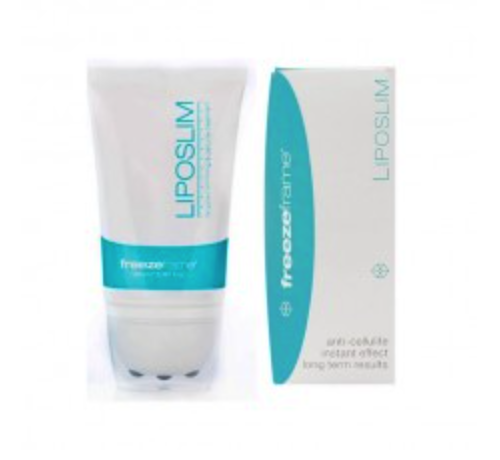 LIPOSLIM
freezeframe
LIPOSLIM
freezeframe
anti-cellulite
instant effect
long term results